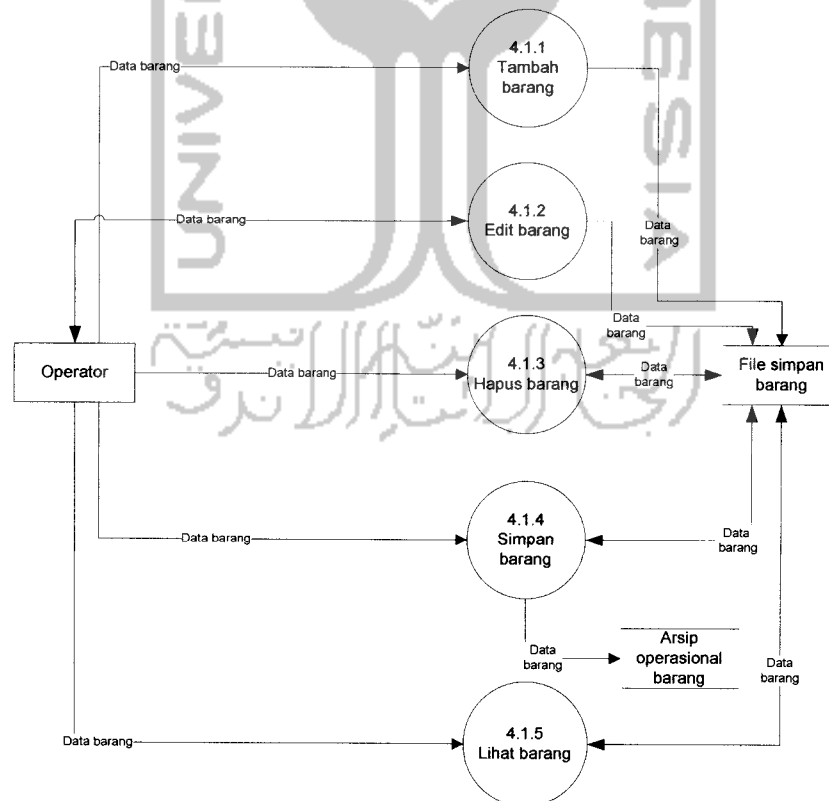 4.1.1
Tambah
barang
Data barang
Data
barang
4.1.2
Edit barang
Data barang
Data
barang
Operator
Data barang
4.1.3
Hapus barang
Data
barang
File simpan
barang
4.1.4
Simpan
barang
Data barang
Data
barang
Data
barang
Arsip
operasional
barang
Data
barang
4.1.5
Lihat barang
Data barang